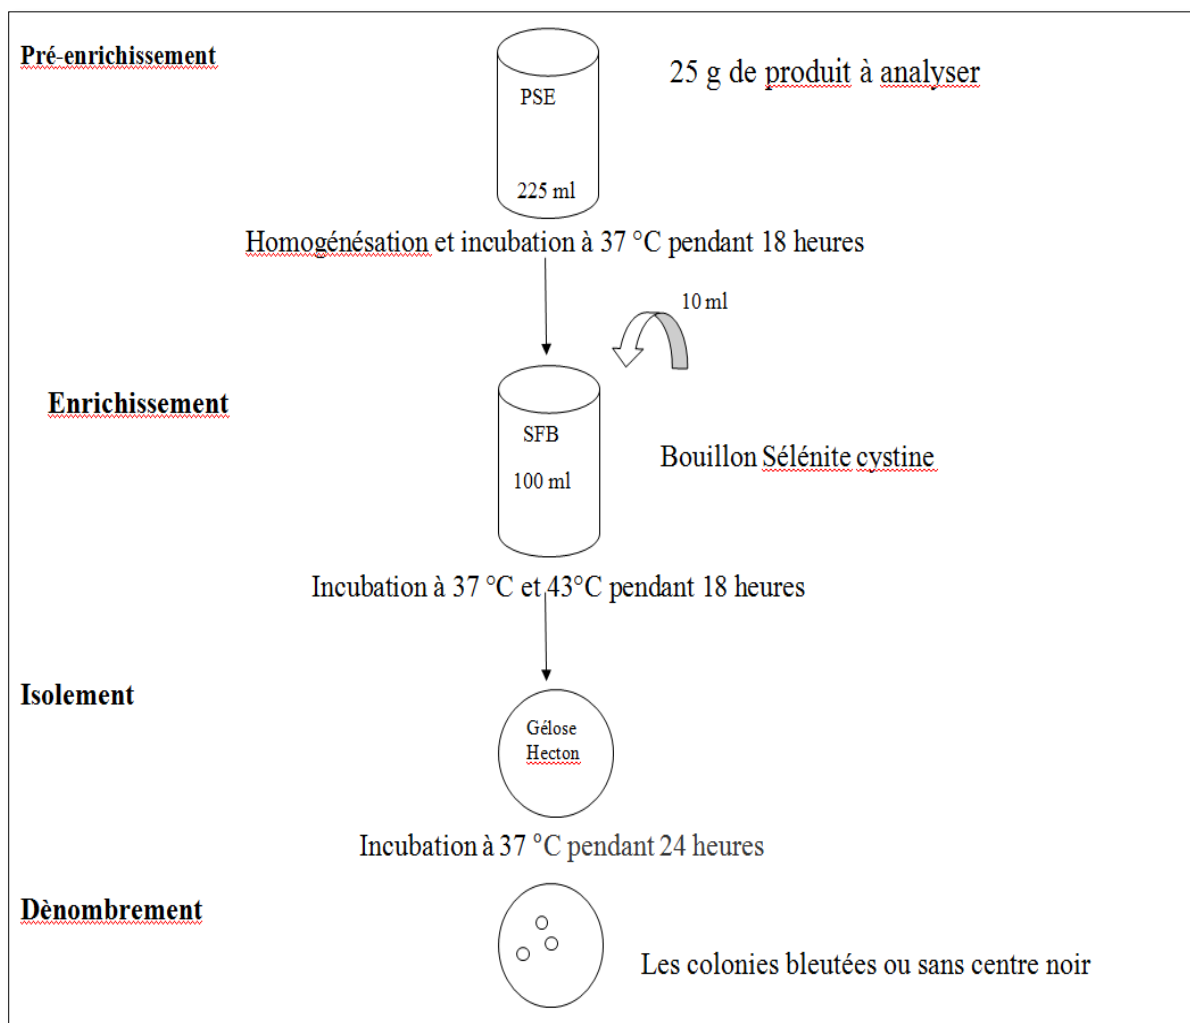 Pré-enrichissement
25 g de produit à analyser
PSE
225 ml
Homogénésation et incubation à 37 °C pendant 18 heures
10 ml
Enrichissement
SFB
100 ml
Bouillon Sélénite cystine
Incubation à 37 °C et 43°C pendant 18 heures
Isolement
Gélose
Hecton
Incubation à 37 °C pendant 24 heures
Dènombrement
Les colonies bleutées ou sans centre noir